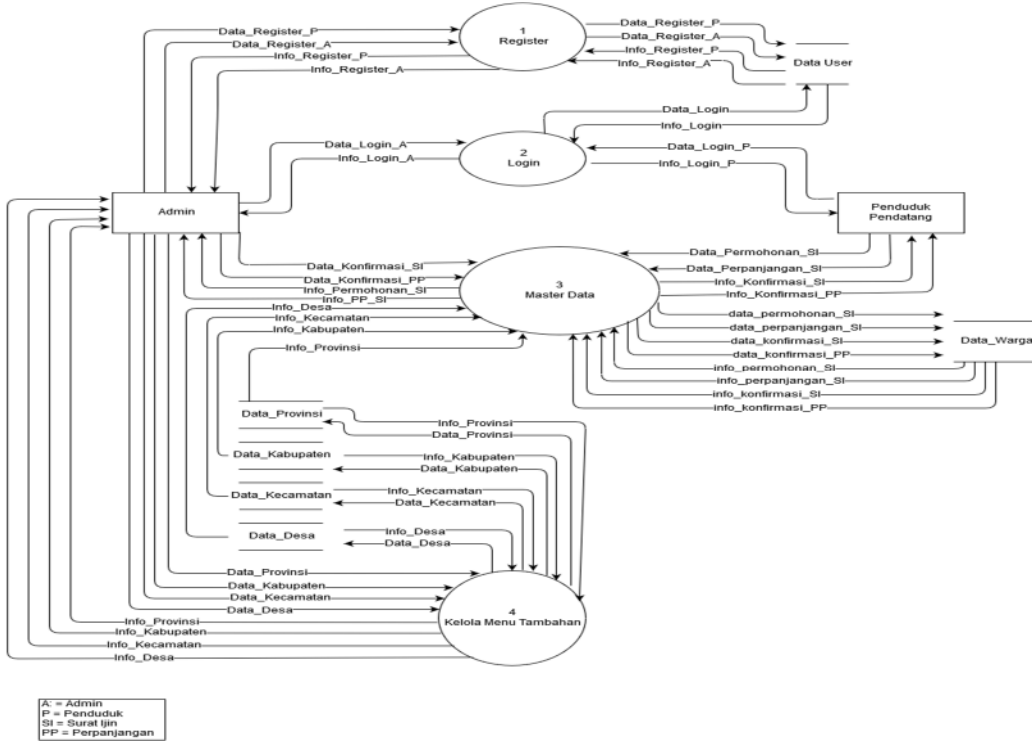 1
Register
Data_Register_P
Data_Register_A
Info_Register_P
Info_Register_A
Data_Register_P
Data_Register_A
Info_Register_P
Info_Register_A
Data User
Data_Login
Info_Login
2
Login
Data_Login_A
Info_Login_A
Data_Login_P
Info_Login_P
Admin
Penduduk
Pendatang
3
Master Data
Data_Konfirmasi_SI
Data_Konfirmasi_PP
Info_Permohonan_SI
Info_PP_SI
Info_Desa
Info_Kecamatan
Info_Kabupaten
Info_Provinsi
Data_Permohonan_SI
Data_Perpanjangan_SI
Info_Konfirmasi_SI
Info_Konfirmasi_PP
data_permohonan_SI
data_perpanjangan_SI
data_konfirmasi_SI
data_konfirmasi_PP
info_permohonan_SI
info_perpanjangan_SI
info_konfirmasi_SI
info_konfirmasi_PP
Data_Warga
Data_Provinsi
Info_Provinsi
Data_Provinsi
Data_Kabupaten
Info_Kabupaten
Data_Kabupaten
Data_Kecamatan
Info_Kecamatan
Data_Kecamatan
Data_Desa
Info_Desa
Data_Desa
Data_Provinsi
Data_Kabupaten
Data_Kecamatan
Data_Desa
Info_Provinsi
Info_Kabupaten
Info_Kecamatan
Info_Desa
4
Kelola Menu Tambahan
A: = Admin
P = Penduduk
SI = Surat Ijin
PP = Perpanjangan